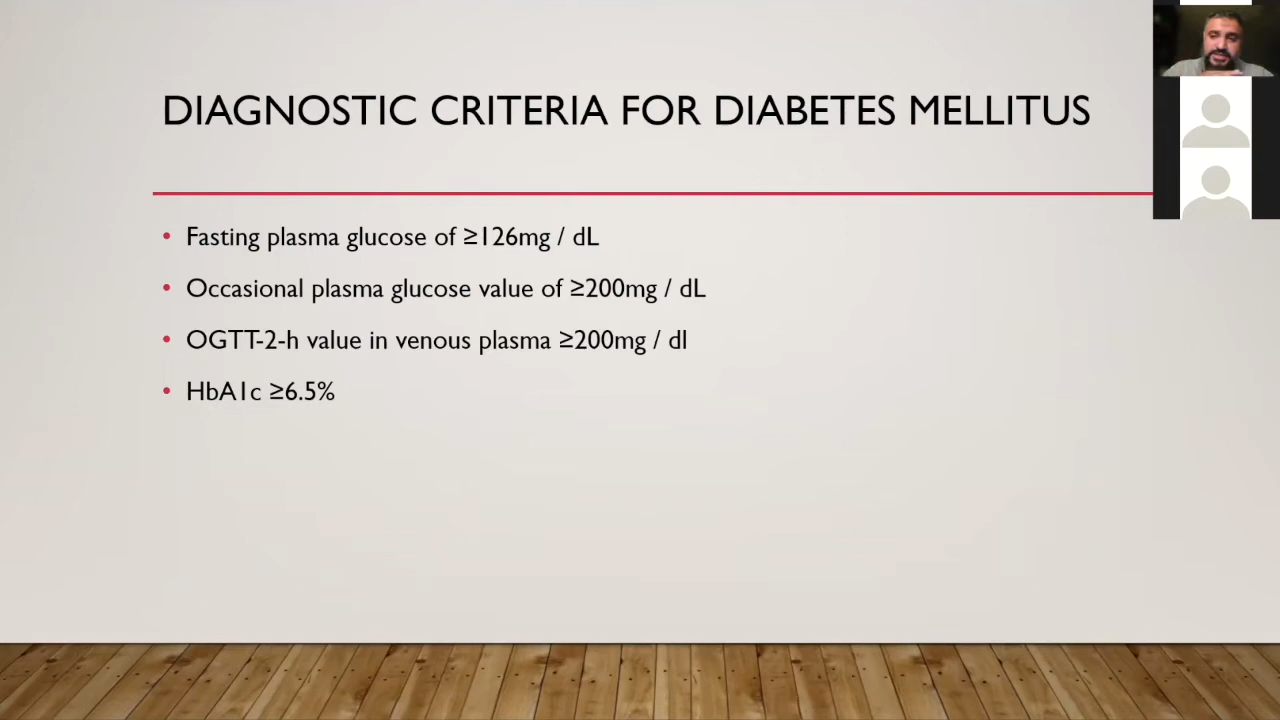 DIAGNOSTIC CRITERIA FOR DIABETES MELLITUS
• Fasting plasma glucose of ≥126mg / dL
• Occasional plasma glucose value of ≥200mg / dL
• OGTT-2-h value in venous plasma ≥200mg / dl
• HbA1c ≥6.5%